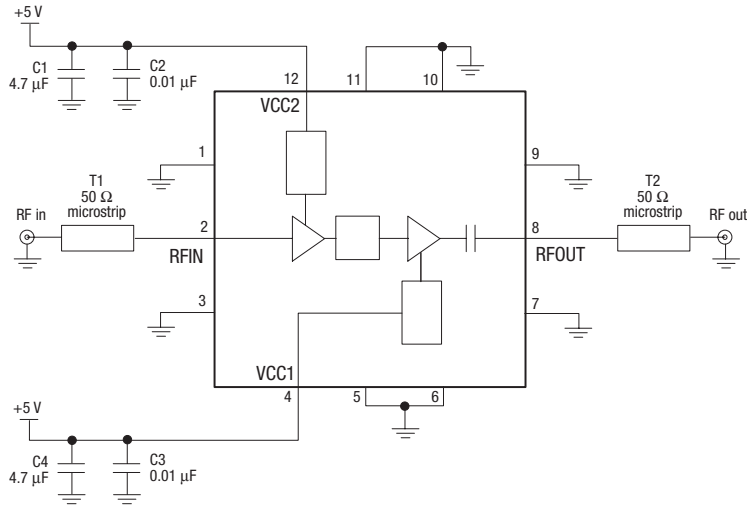 +5 V
C1
4.7 µF
C2
0.01 µF
12
11
10
VCC2
1
9
T1
50 Ω
microstrip
T2
50 Ω
microstrip
RF in
2
RFIN
8
RFOUT
RF out
3
7
VCC1
4
5
6
+5 V
C4
4.7 µF
C3
0.01 µF